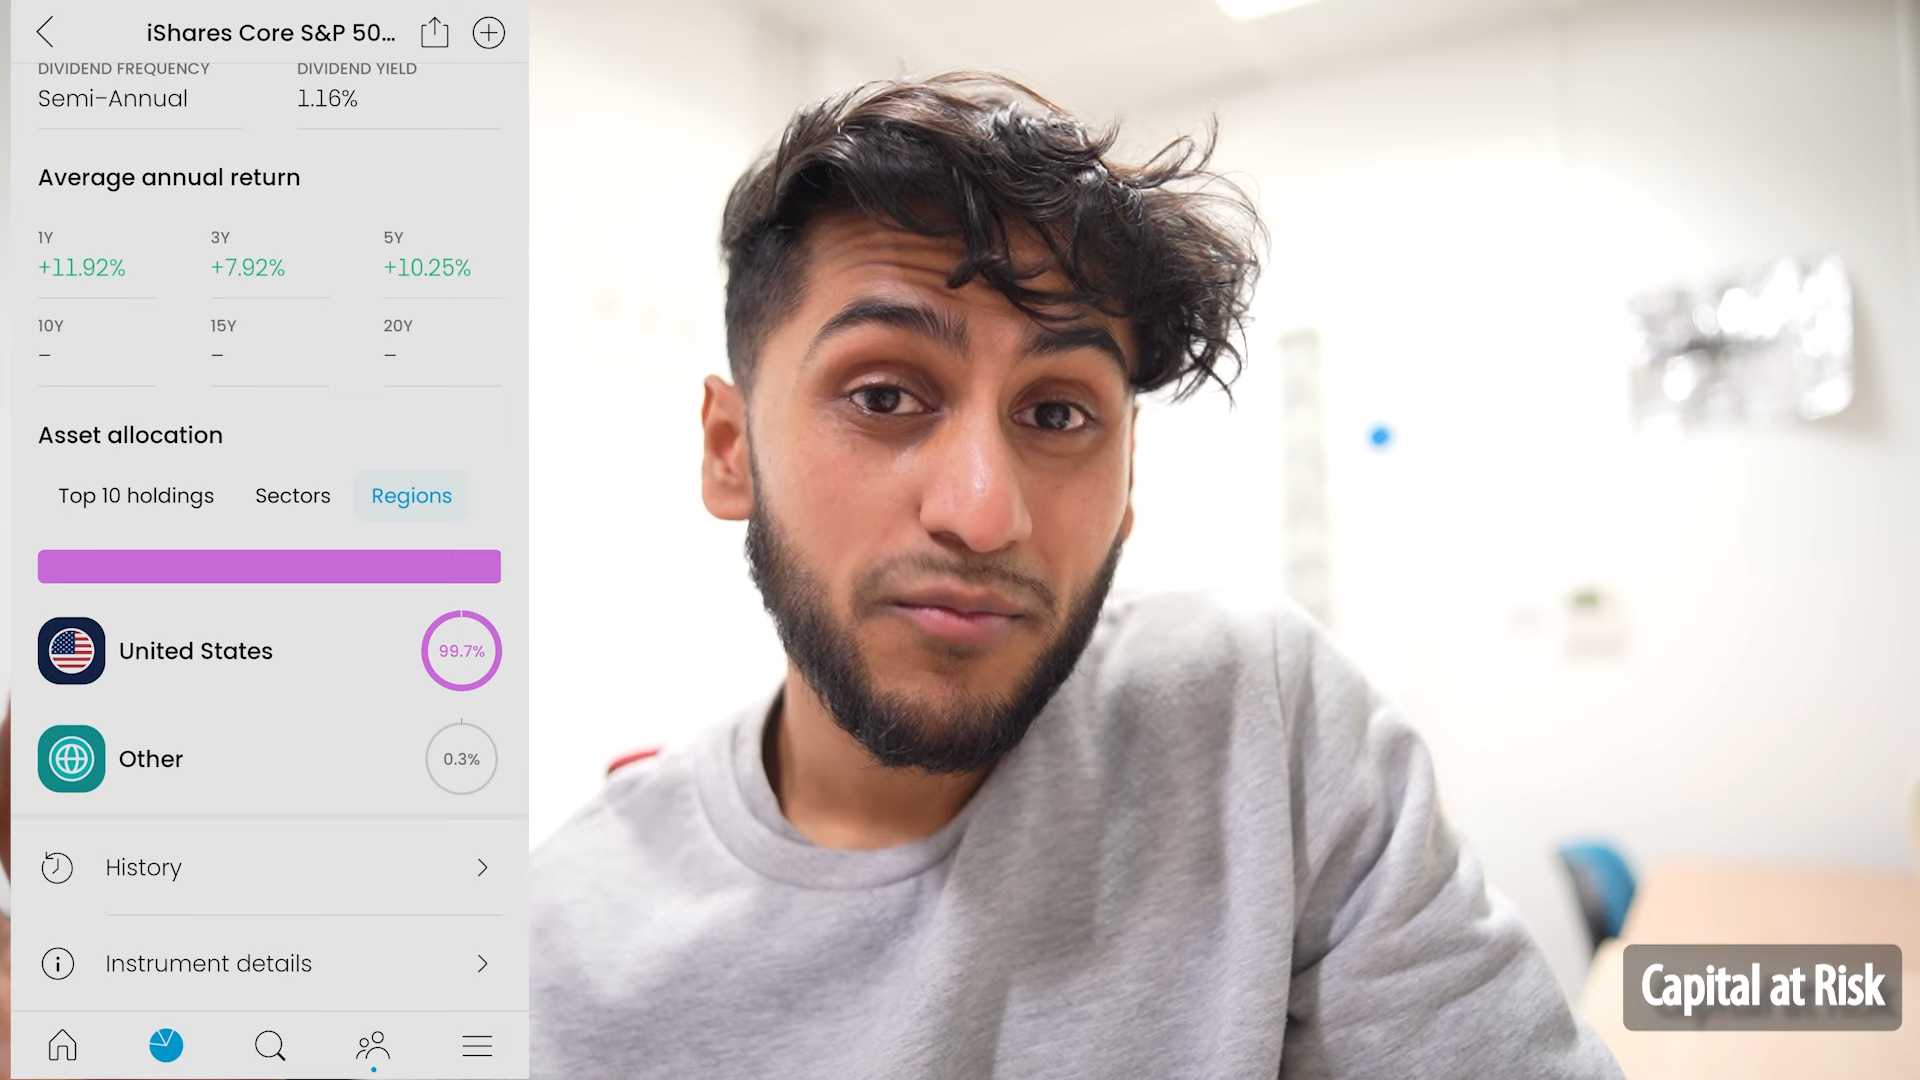 iShares Core S&P 50...
DIVIDEND FREQUENCY
DIVIDEND YIELD
Semi-Annual
1.16%
Average annual return
1Y
3Y
5Y
+11.92%
+7.92%
+10.25%
10Y
15Y
20Y
–
–
–
Asset allocation
Top 10 holdings
Sectors
Regions
United States
99.7%
Other
0.3%
History
Instrument details
Capital at Risk